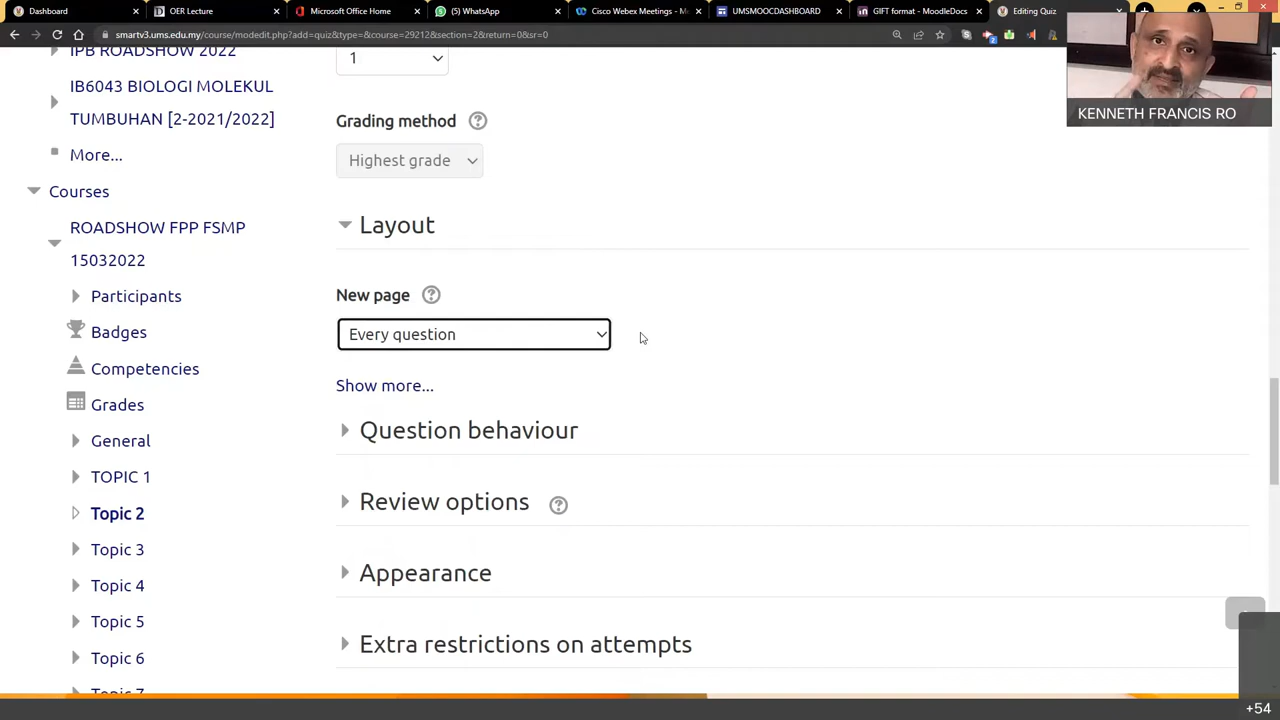 Dashboard
OER Lecture
Microsoft Office Home
(5) WhatsApp
Cisco Webex Meetings - M
UMSMOOCDASHBOARD
GIFT format - MoodleDocs
Editing Quiz
smartv3.ums.edu.my/course/modedit.php?add=quiz&type=&course=29212&section=2&return=0&sr=0
KENNETH FRANCIS RO
IPB ROADSHOW 2022
IB6043 BIOLOGI MOLEKUL
TUMBUHAN [2-2021/2022]
More...
Courses
ROADSHOW FPP FSMP
15032022
Participants
Badges
Competencies
Grades
General
TOPIC 1
Topic 2
Topic 3
Topic 4
Topic 5
Topic 6
Topic 7
1
Grading method
Highest grade
Layout
New page
Every question
Show more...
Question behaviour
Review options
Appearance
Extra restrictions on attempts
+54